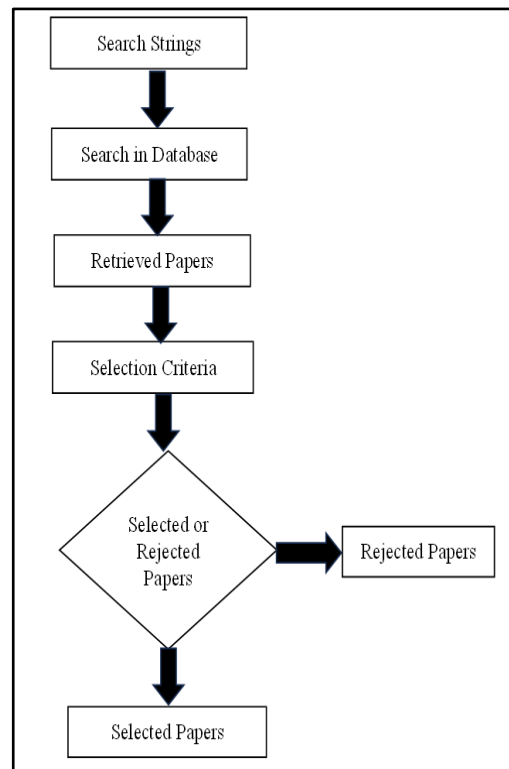 Search Strings
Search in Database
Retrieved Papers
Selection Criteria
Selected or
Rejected
Papers
Rejected Papers
Selected Papers